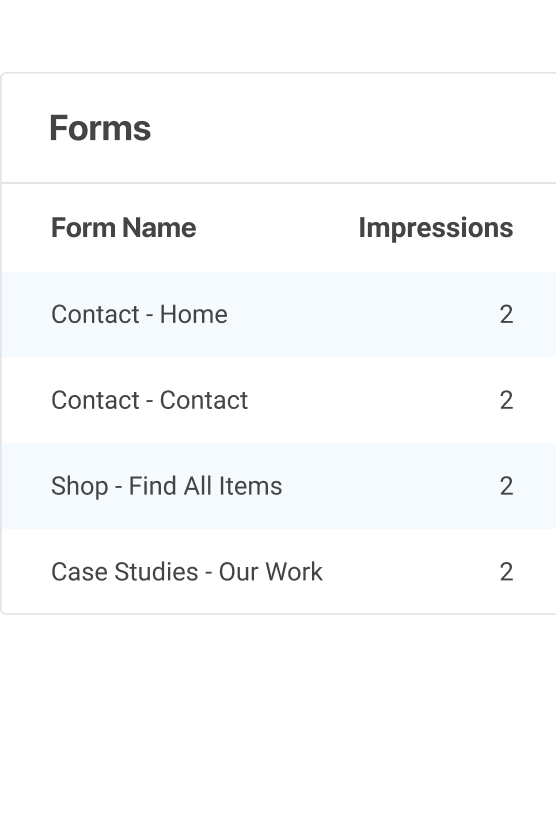 Forms
Form Name Impressions
Contact - Home 2
Contact - Contact 2
Shop - Find All Items 2
Case Studies - Our Work 2